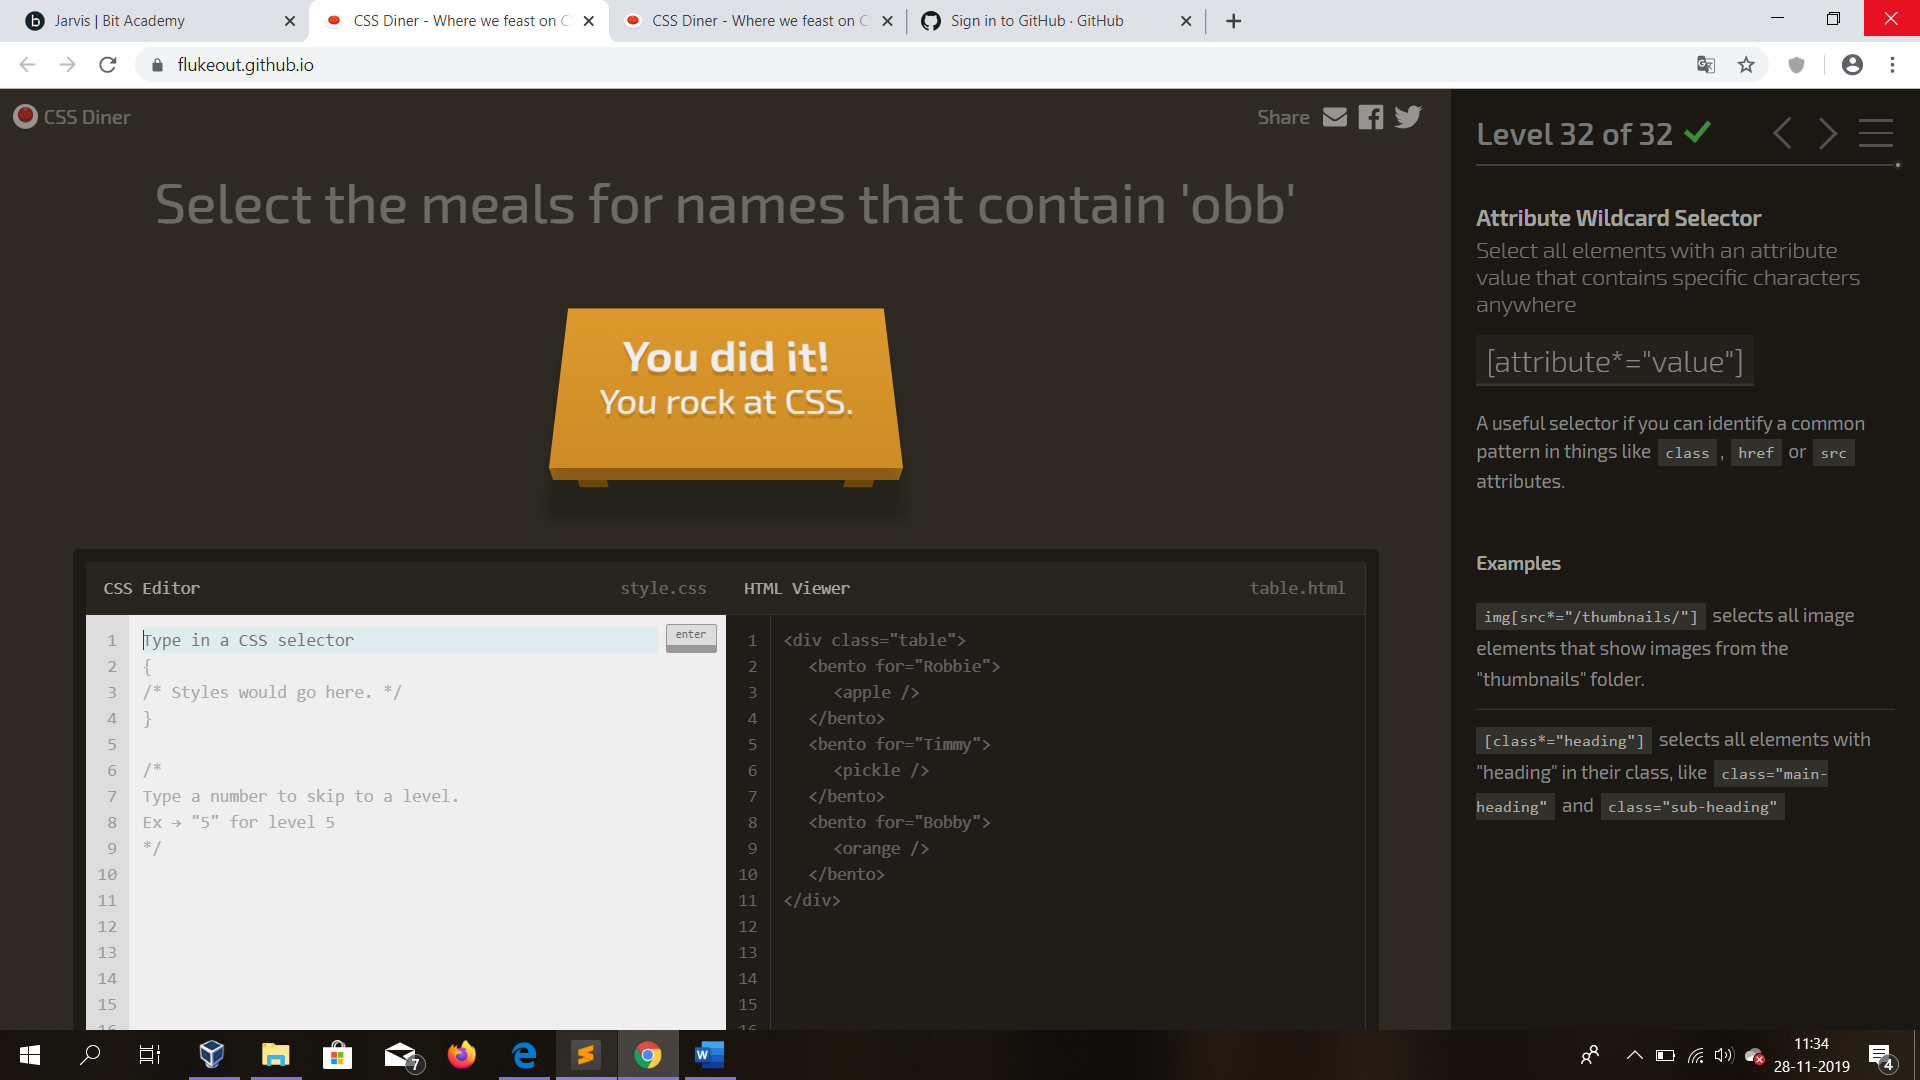 Jarvis | Bit Academy
CSS Diner - Where we feast on C
CSS Diner - Where we feast on C
Sign in to GitHub · GitHub
flukeout.github.io
CSS Diner
Share
Select the meals for names that contain 'obb'
You did it!
You rock at CSS.
CSS Editor
style.css
1 Type in a CSS selector
enter
2 {
3 /* Styles would go here. */
4 }
5
6 /*
7 Type a number to skip to a level.
8 Ex → "5" for level 5
9 */
10
11
12
13
14
15
16
HTML Viewer
table.html
1 <div class="table">
2 <bento for="Robbie">
3 <apple />
4 </bento>
5 <bento for="Timmy">
6 <pickle />
7 </bento>
8 <bento for="Bobby">
9 <orange />
10 </bento>
11 </div>
12
13
14
15
16
Level 32 of 32
Attribute Wildcard Selector
Select all elements with an attribute
value that contains specific characters
anywhere
[attribute*="value"]
A useful selector if you can identify a common
pattern in things like class , href or src
attributes.
Examples
img[src*="/thumbnails/"] selects all image
elements that show images from the
"thumbnails" folder.
[class*="heading"] selects all elements with
"heading" in their class, like class="main-
heading" and class="sub-heading"
7
11:34
28-11-2019
4